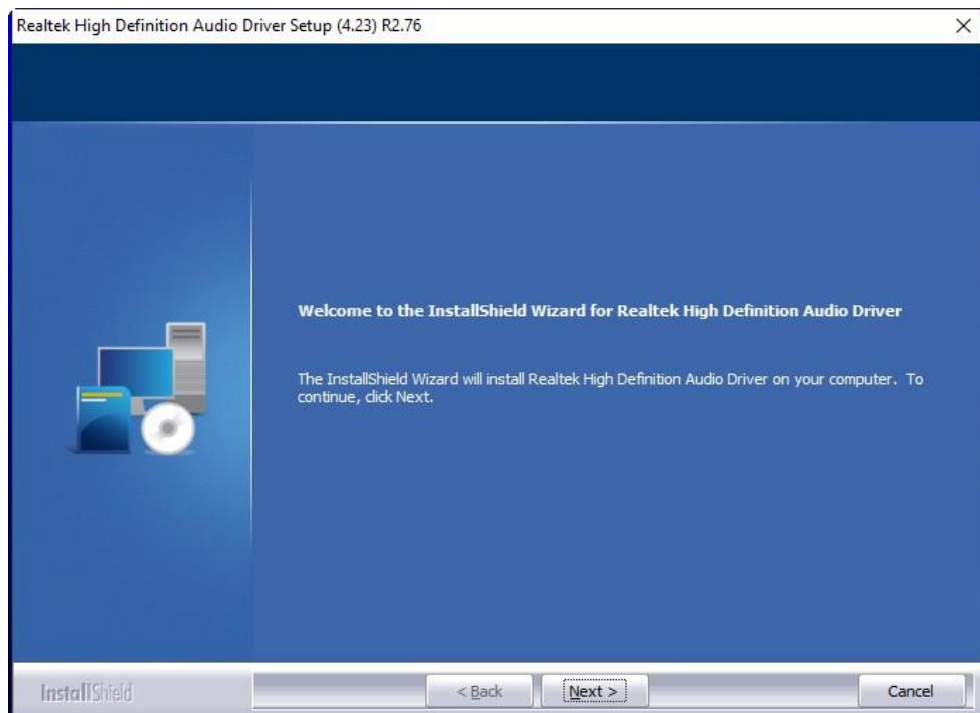 Realtek High Definition Audio Driver Setup (4.23) R2.76
Welcome to the InstallShield Wizard for Realtek High Definition Audio Driver
The InstallShield Wizard will install Realtek High Definition Audio Driver on your computer. To
continue, click Next.
InstallShield
< Back
Next >
Cancel